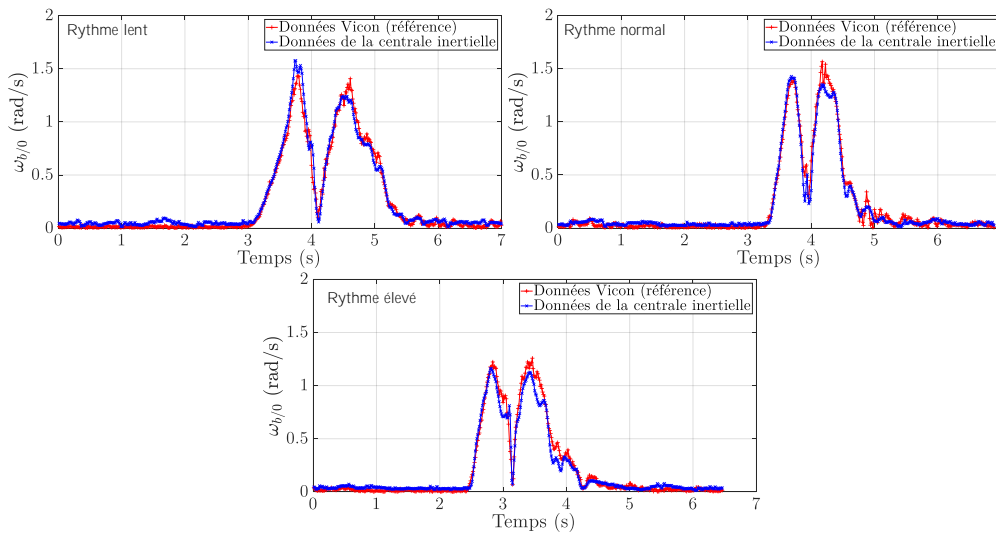 Rythme lent
Données Vicon (référence)
Données de la centrale inertielle
ω_{b/0} (rad/s)
2
1.5
1
0.5
0
0 1 2 3 4 5 6 7
Temps (s)
Rythme normal
Données Vicon (référence)
Données de la centrale inertielle
ω_{b/0} (rad/s)
2
1.5
1
0.5
0
0 1 2 3 4 5 6
Temps (s)
Rythme élevé
Données Vicon (référence)
Données de la centrale inertielle
ω_{b/0} (rad/s)
2
1.5
1
0.5
0
0 1 2 3 4 5 6 7
Temps (s)